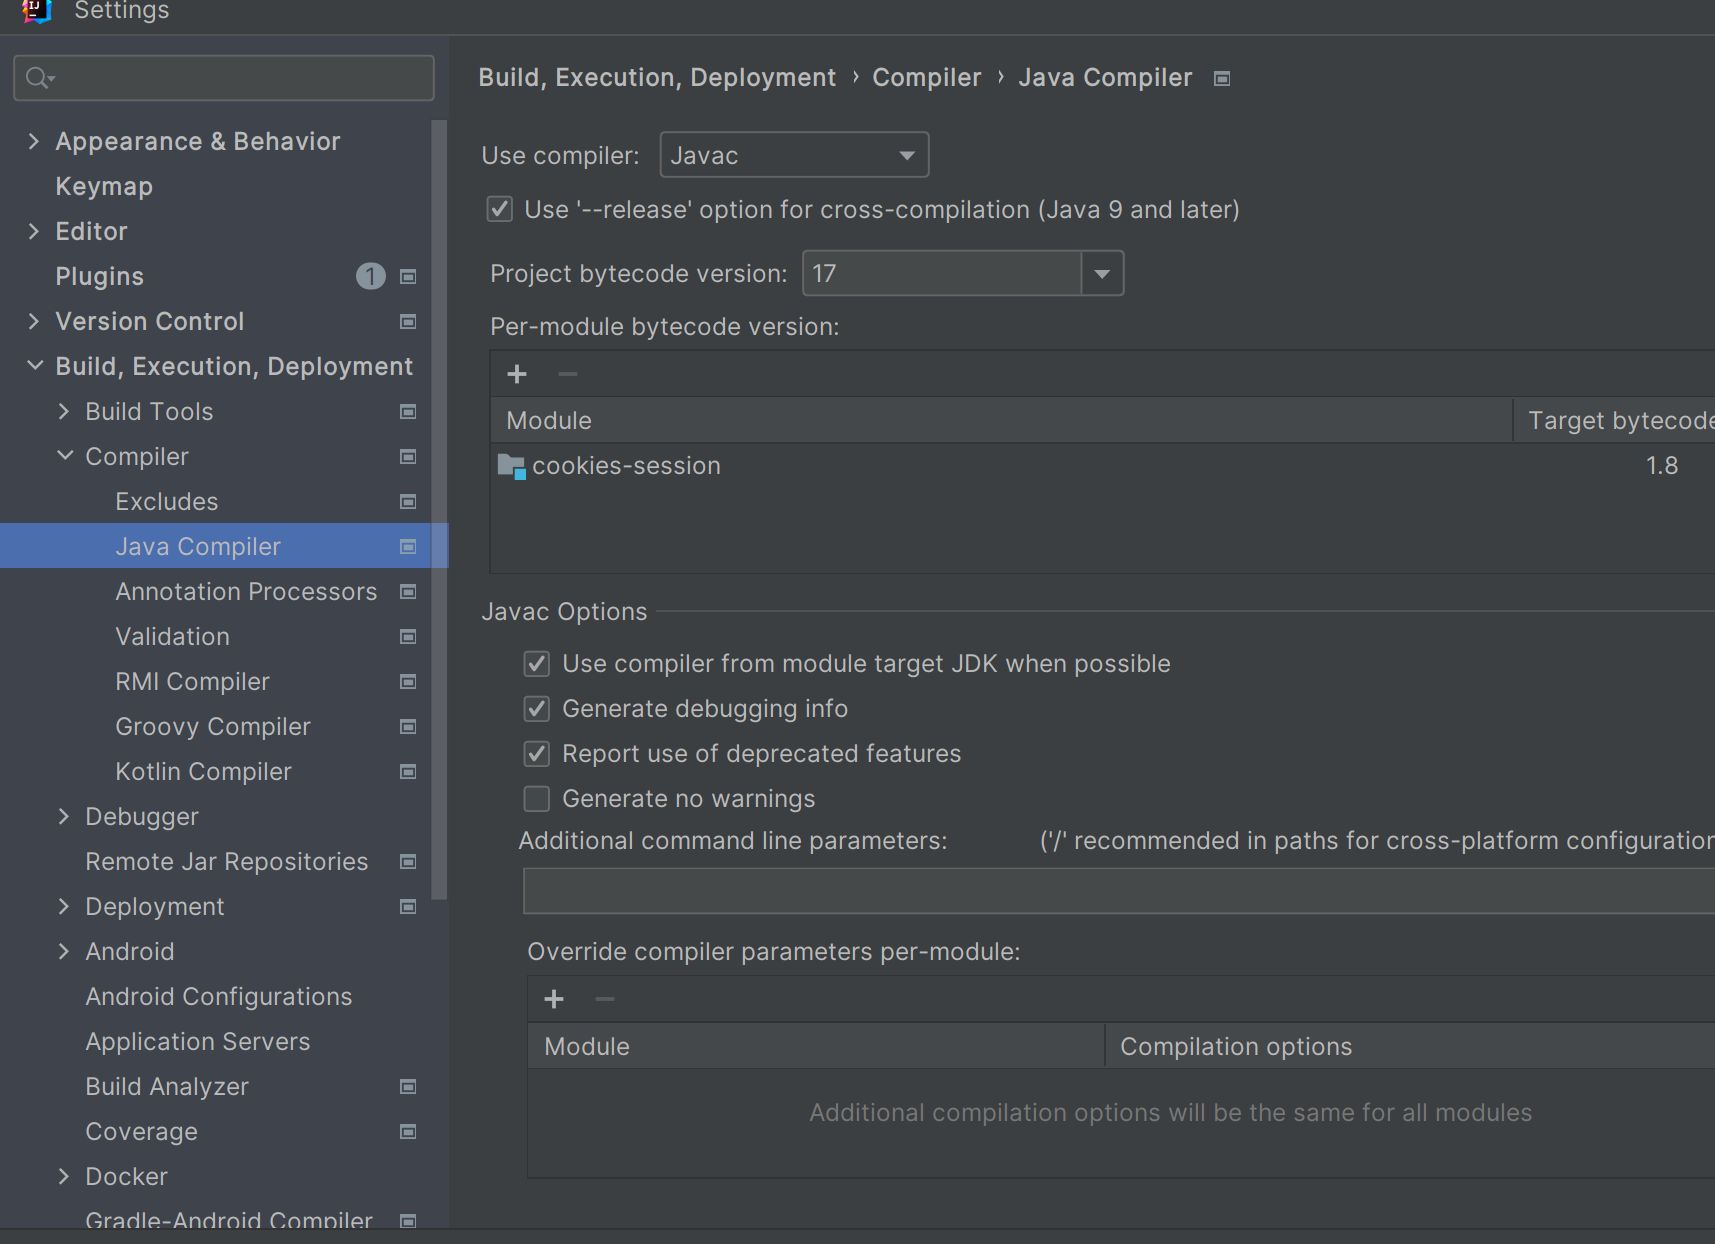 Settings
Appearance & Behavior
Keymap
Editor
Plugins 1
Version Control
Build, Execution, Deployment
Build Tools
Compiler
Excludes
Java Compiler
Annotation Processors
Validation
RMI Compiler
Groovy Compiler
Kotlin Compiler
Debugger
Remote Jar Repositories
Deployment
Android
Android Configurations
Application Servers
Build Analyzer
Coverage
Docker
Gradle-Android Compiler
Build, Execution, Deployment › Compiler › Java Compiler
Use compiler: Javac
Use '--release' option for cross-compilation (Java 9 and later)
Project bytecode version: 17
Per-module bytecode version:
Module Target bytecode
cookies-session 1.8
Javac Options
Use compiler from module target JDK when possible
Generate debugging info
Report use of deprecated features
Generate no warnings
Additional command line parameters: ('/' recommended in paths for cross-platform configuration
Override compiler parameters per-module:
Module Compilation options
Additional compilation options will be the same for all modules